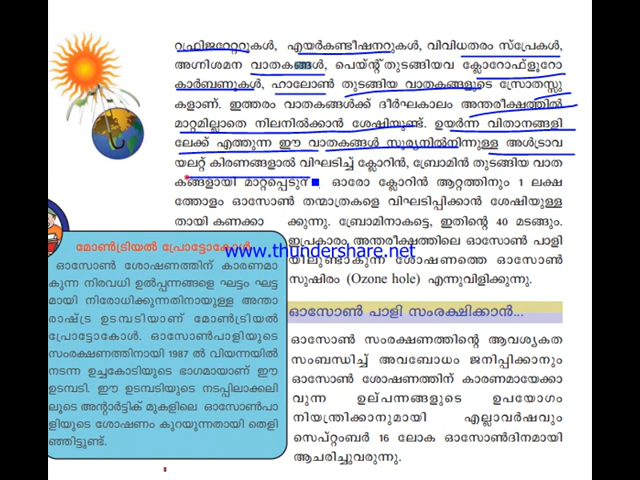 റഫ്രിജറേറ്ററുകൾ, എയർകണ്ടീഷനറുകൾ, വിവിധതരം സ്പ്രേകൾ,
അഗ്നിശമന വാതകങ്ങൾ, പെയ്ന്റ് തുടങ്ങിയവ ക്ലോറോഫ്ളൂറോ
കാർബണുകൾ, ഹാലോൺ തുടങ്ങിയ വാതകങ്ങളുടെ സ്രോതസ്സു
കളാണ്. ഇത്തരം വാതകങ്ങൾക്ക് ദീർഘകാലം അന്തരീക്ഷത്തിൽ
മാറ്റമില്ലാതെ നിലനിൽക്കാൻ ശേഷിയുണ്ട്. ഉയർന്ന വിതാനങ്ങളി
ലേക്ക് എത്തുന്ന ഈ വാതകങ്ങൾ സൂര്യനിൽനിന്നുള്ള അൾട്രാവ
യലറ്റ് കിരണങ്ങളാൽ വിഘടിച്ച് ക്ലോറിൻ, ബ്രോമിൻ തുടങ്ങിയ വാത
കങ്ങളായി മാറ്റപ്പെടുന്ന ഓരോ ക്ലോറിൻ ആറ്റത്തിനും 1 ലക്ഷ
ത്തോളം ഓസോൺ തന്മാത്രകളെ വിഘടിപ്പിക്കാൻ ശേഷിയുള്ള
തായി കണക്കാ ക്കുന്നു. ബ്രോമിനാകട്ടെ, ഇതിന്റെ 40 മടങ്ങും.
ഇപ്രകാരം അന്തരീക്ഷത്തിലെ ഓസോൺ പാളി
യിലുണ്ടാകുന്ന ശോഷണത്തെ ഓസോൺ
സുഷിരം (Ozone hole) എന്നുവിളിക്കുന്നു.
www.thundershare.net
മോൺട്രിയൽ പ്രോട്ടോകോൾ
ഓസോൺ ശോഷണത്തിന് കാരണമാ
കുന്ന നിരവധി ഉൽപ്പന്നങ്ങളെ ഘട്ടം ഘട്ട
മായി നിരോധിക്കുന്നതിനായുള്ള അന്താ
രാഷ്ട്ര ഉടമ്പടിയാണ് മോൺട്രിയൽ
പ്രോട്ടോകോൾ. ഓസോൺപാളിയുടെ
സംരക്ഷണത്തിനായി 1987 ൽ വിയന്നയിൽ
നടന്ന ഉച്ചകോടിയുടെ ഭാഗമായാണ് ഈ
ഉടമ്പടി. ഈ ഉടമ്പടിയുടെ നടപ്പിലാക്കലി
ലൂടെ അന്റാർട്ടിക് മുകളിലെ ഓസോൺപാ
ളിയുടെ ശോഷണം കുറയുന്നതായി തെളി
ഞ്ഞിട്ടുണ്ട്.
ഓസോൺ പാളി സംരക്ഷിക്കാൻ...
ഓസോൺ സംരക്ഷണത്തിന്റെ ആവശ്യകത
സംബന്ധിച്ച് അവബോധം ജനിപ്പിക്കാനും
ഓസോൺ ശോഷണത്തിന് കാരണമായേക്കാ
വുന്ന ഉല്പന്നങ്ങളുടെ ഉപയോഗം
നിയന്ത്രിക്കാനുമായി എല്ലാവർഷവും
സെപ്റ്റംബർ 16 ലോക ഓസോൺദിനമായി
ആചരിച്ചുവരുന്നു.